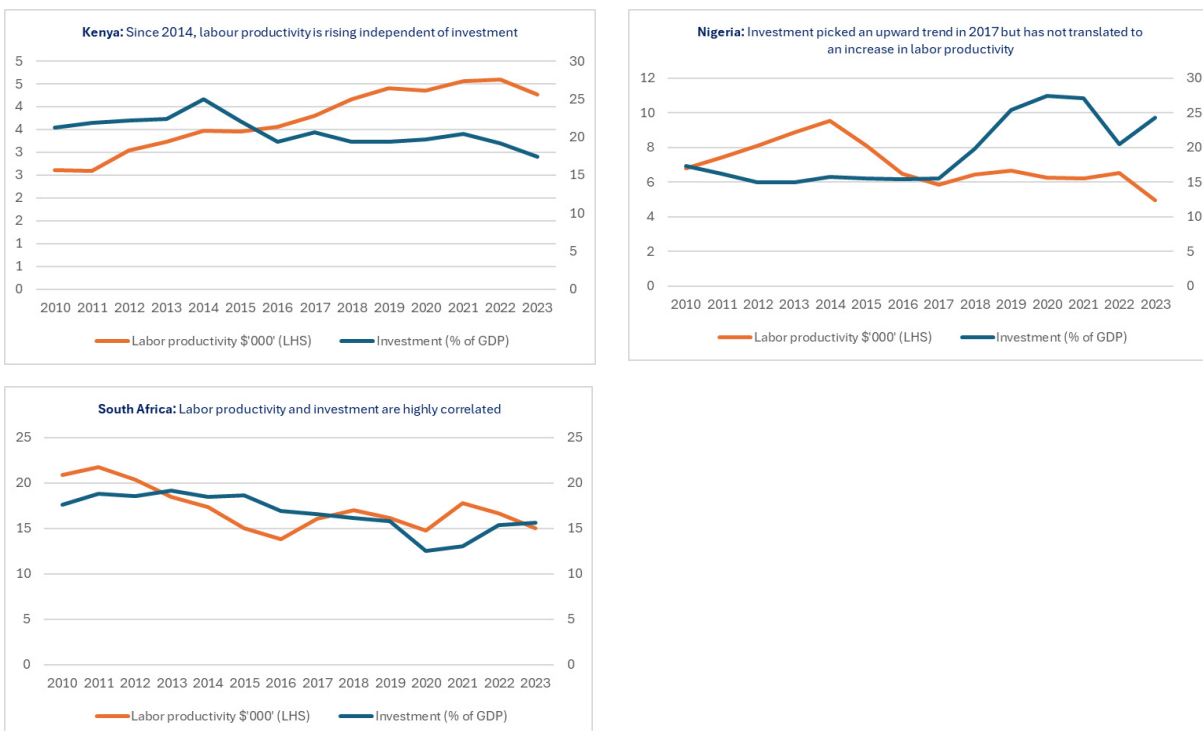 Kenya: Since 2014, labour productivity is rising independent of investment
5 30
5
4 25
4 20
3
3 15
2
2 10
1
1 5
0 0
2010 2011 2012 2013 2014 2015 2016 2017 2018 2019 2020 2021 2022 2023
Labor productivity $'000' (LHS) Investment (% of GDP)
Nigeria: Investment picked an upward trend in 2017 but has not translated to
an increase in labor productivity
12 30
10 25
8 20
6 15
4 10
2 5
0 0
2010 2011 2012 2013 2014 2015 2016 2017 2018 2019 2020 2021 2022 2023
Labor productivity $'000' (LHS) Investment (% of GDP)
South Africa: Labor productivity and investment are highly correlated
25 25
20 20
15 15
10 10
5 5
0 0
2010 2011 2012 2013 2014 2015 2016 2017 2018 2019 2020 2021 2022 2023
Labor productivity $'000' (LHS) Investment (% of GDP)